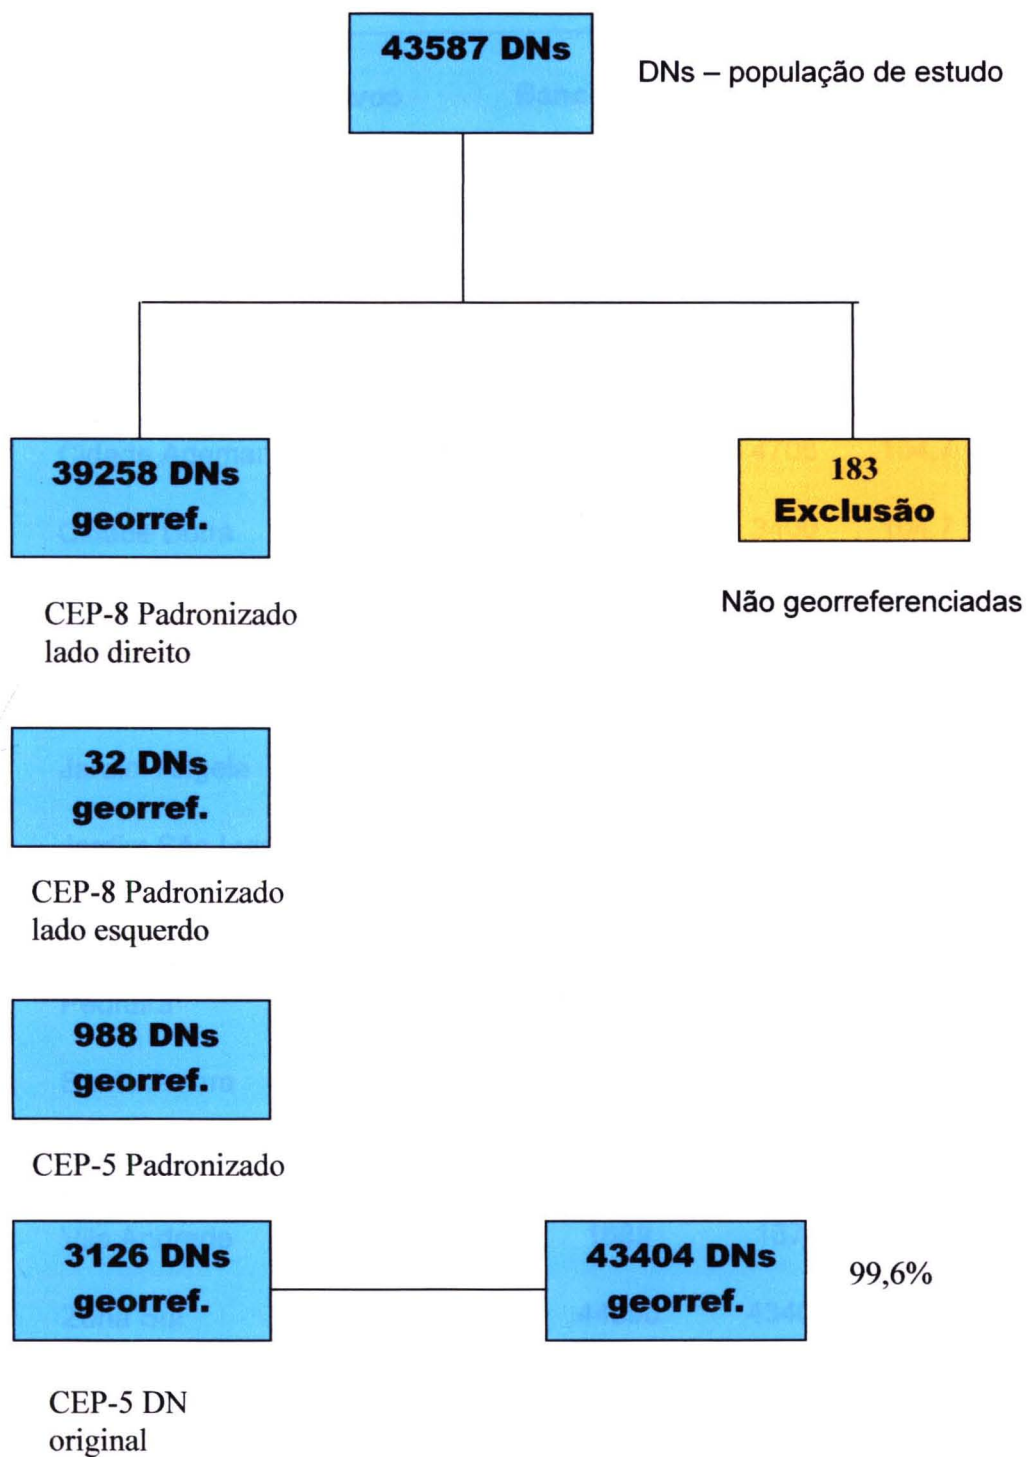 43587 DNs
DNs – população de estudo
39258 DNs
georref.
183
Exclusão
CEP-8 Padronizado
lado direito
Não georreferenciadas
32 DNs
georref.
CEP-8 Padronizado
lado esquerdo
988 DNs
georref.
CEP-5 Padronizado
3126 DNs
georref.
43404 DNs
georref.
99,6%
CEP-5 DN
original